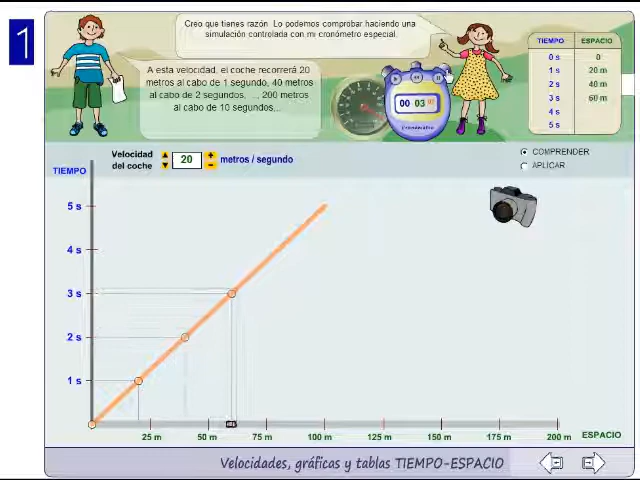 1
Creo que tienes razón. Lo podemos comprobar haciendo una
simulación controlada con mi cronómetro especial.
A esta velocidad, el coche recorrerá 20
metros al cabo de 1 segundo, 40 metros
al cabo de 2 segundos, ..., 200 metros
al cabo de 10 segundos...
00 03
Cronómetro
TIEMPO ESPACIO
0 s 0
1 s 20 m
2 s 40 m
3 s 60 m
4 s
5 s
Velocidad
del coche
20 metros / segundo
COMPRENDER
APLICAR
TIEMPO
5 s
4 s
3 s
2 s
1 s
25 m 50 m 75 m 100 m 125 m 150 m 175 m 200 m ESPACIO
Velocidades, gráficas y tablas TIEMPO-ESPACIO